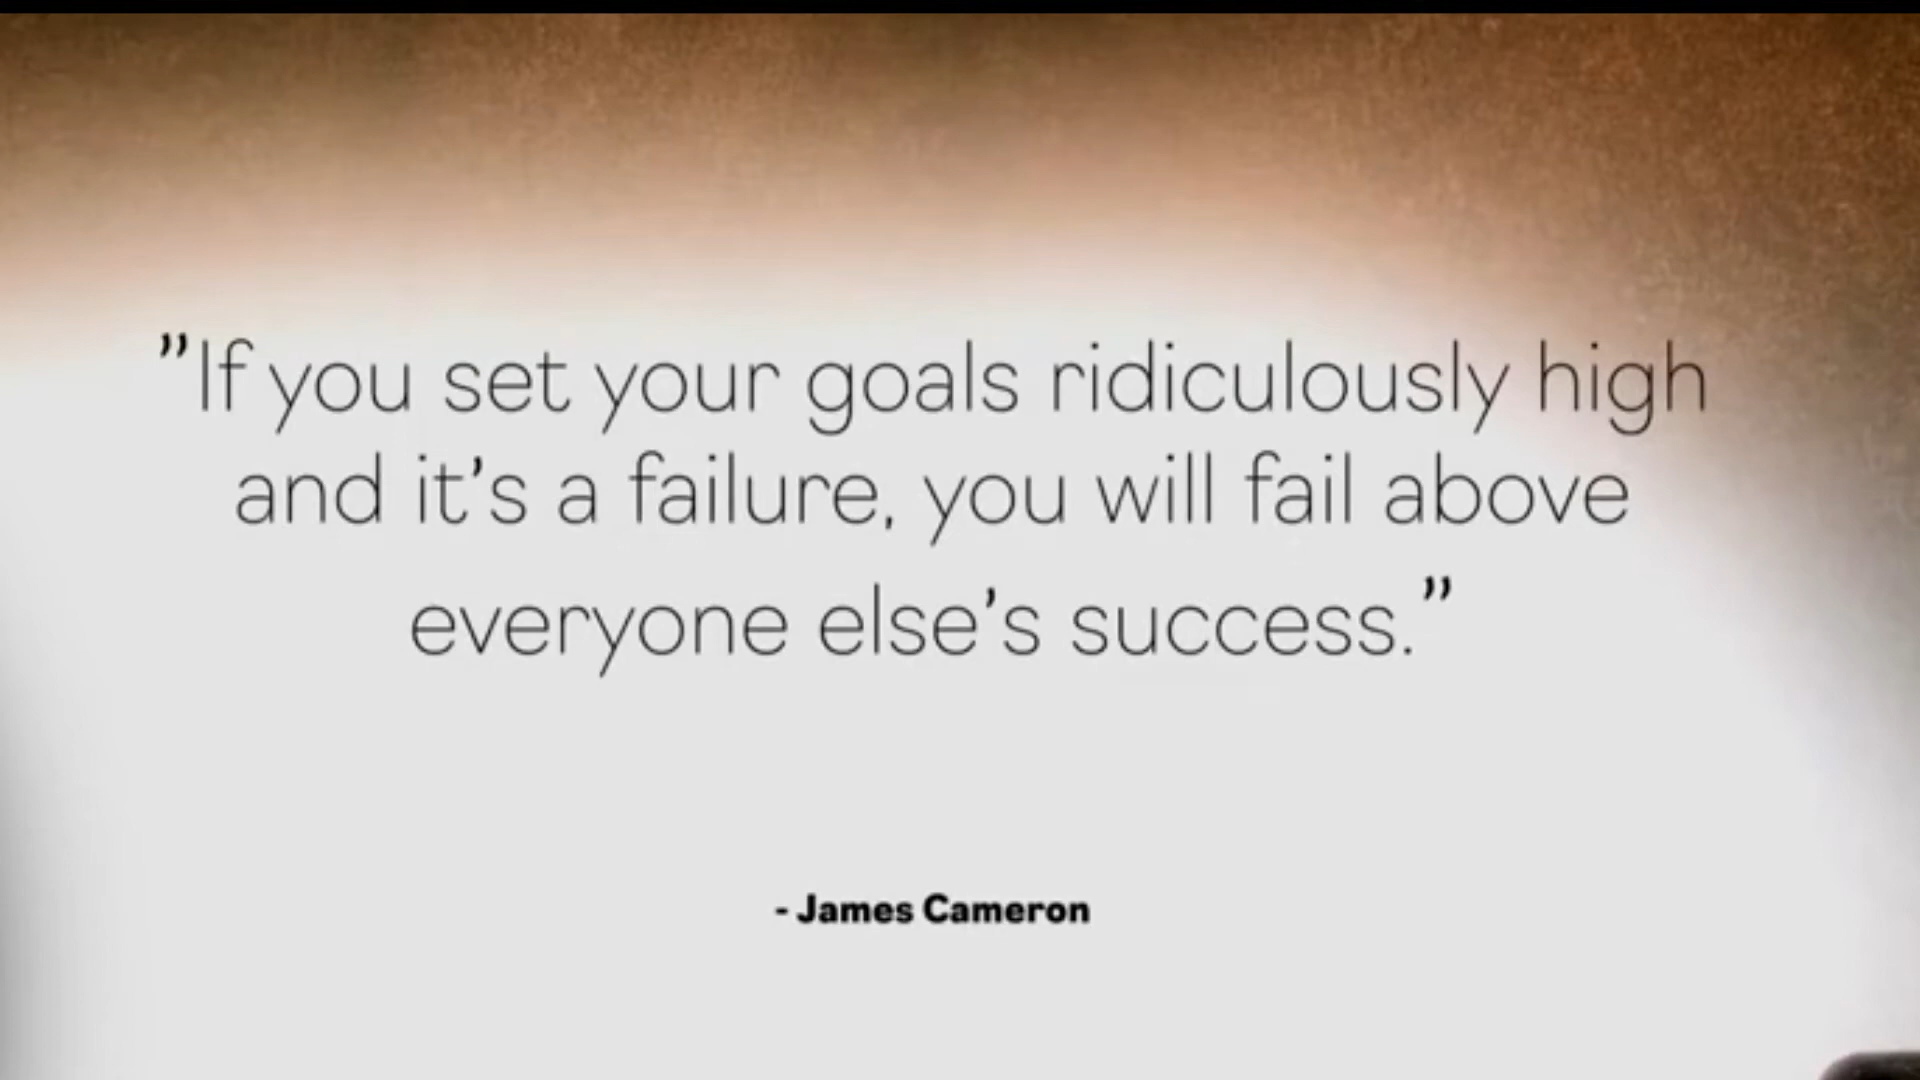 ”If you set your goals ridiculously high
and it’s a failure, you will fail above
everyone else’s success.”
- James Cameron